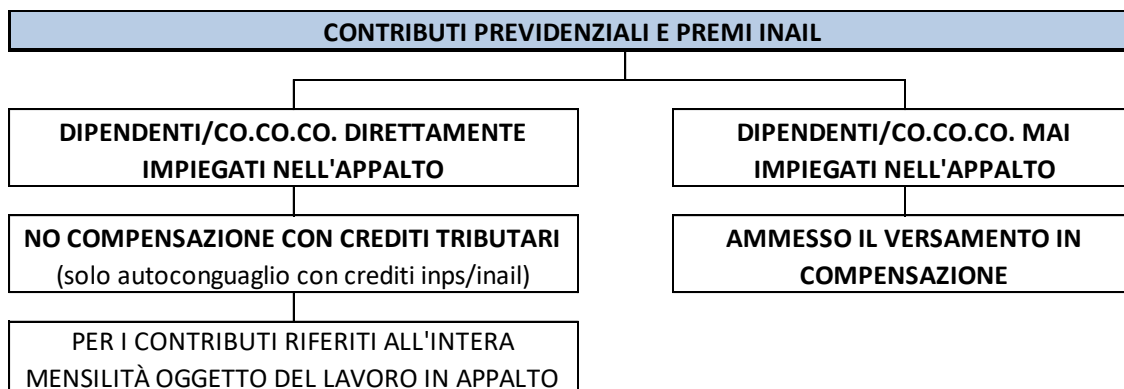 CONTRIBUTI PREVIDENZIALI E PREMI INAIL
DIPENDENTI/CO.CO.CO. DIRETTAMENTE
IMPIEGATI NELL'APPALTO
DIPENDENTI/CO.CO.CO. MAI
IMPIEGATI NELL'APPALTO
NO COMPENSAZIONE CON CREDITI TRIBUTARI
(solo autoconguaglio con crediti inps/inail)
AMMESSO IL VERSAMENTO IN
COMPENSAZIONE
PER I CONTRIBUTI RIFERITI ALL'INTERA
MENSILITÀ OGGETTO DEL LAVORO IN APPALTO